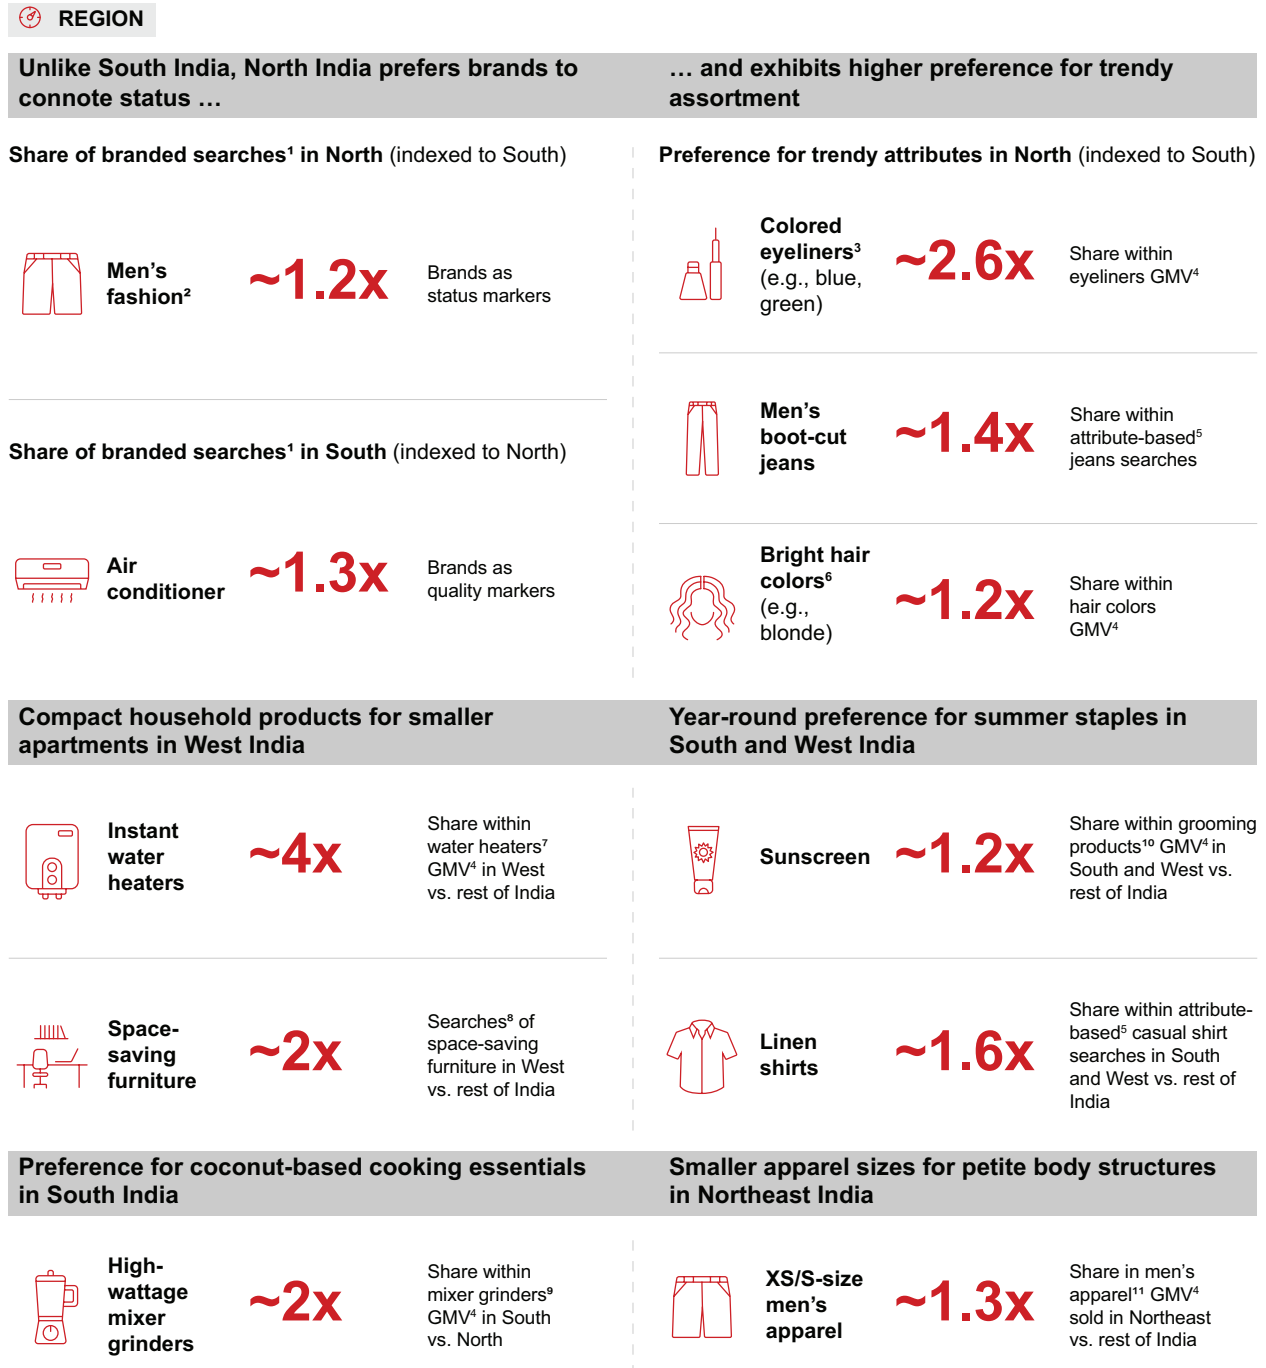 REGION
Unlike South India, North India prefers brands to
connote status …
… and exhibits higher preference for trendy
assortment
Share of branded searches¹ in North (indexed to South)
Men's
fashion²
~1.2x
Brands as
status markers
Share of branded searches¹ in South (indexed to North)
Air
conditioner
~1.3x
Brands as
quality markers
Preference for trendy attributes in North (indexed to South)
Colored
eyeliners³
(e.g., blue,
green)
~2.6x
Share within
eyeliners GMV⁴
Men's
boot-cut
jeans
~1.4x
Share within
attribute-based⁵
jeans searches
Bright hair
colors⁶
(e.g.,
blonde)
~1.2x
Share within
hair colors
GMV⁴
Compact household products for smaller
apartments in West India
Instant
water
heaters
~4x
Share within
water heaters⁷
GMV⁴ in West
vs. rest of India
Space-
saving
furniture
~2x
Searches⁸ of
space-saving
furniture in West
vs. rest of India
Year-round preference for summer staples in
South and West India
Sunscreen
~1.2x
Share within grooming
products¹⁰ GMV⁴ in
South and West vs.
rest of India
Linen
shirts
~1.6x
Share within attribute-
based⁵ casual shirt
searches in South
and West vs. rest of
India
Preference for coconut-based cooking essentials
in South India
High-
wattage
mixer
grinders
~2x
Share within
mixer grinders⁹
GMV⁴ in South
vs. North
Smaller apparel sizes for petite body structures
in Northeast India
XS/S-size
men's
apparel
~1.3x
Share in men's
apparel¹¹ GMV⁴
sold in Northeast
vs. rest of India